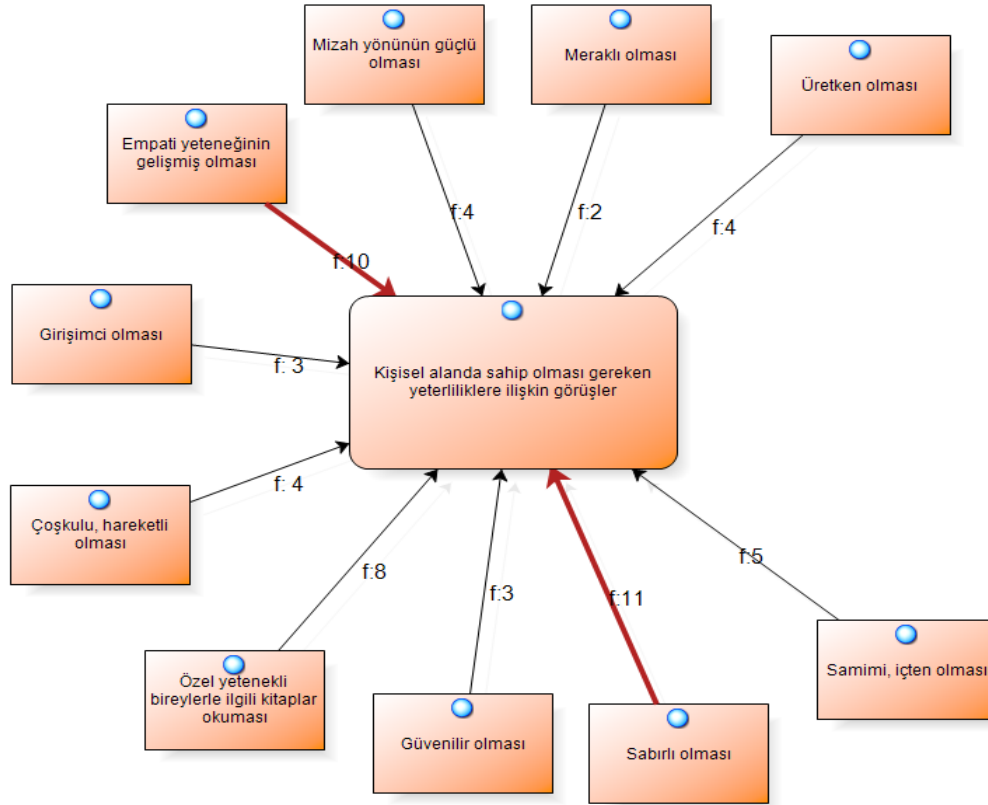 Mizah yönünün güçlü
olması
Meraklı olması
Üretken olması
Empati yeteneğinin
gelişmiş olması
f:4
f:2
f:4
f:10
Girişimci olması
f: 3
Kişisel alanda sahip olması gereken
yeterliliklere ilişkin görüşler
Çoşkulu, hareketli
olması
f: 4
f:8
f:3
f:11
f:5
Özel yetenekli
bireylerle ilgili kitaplar
okuması
Güvenilir olması
Sabırlı olması
Samimi, içten olması